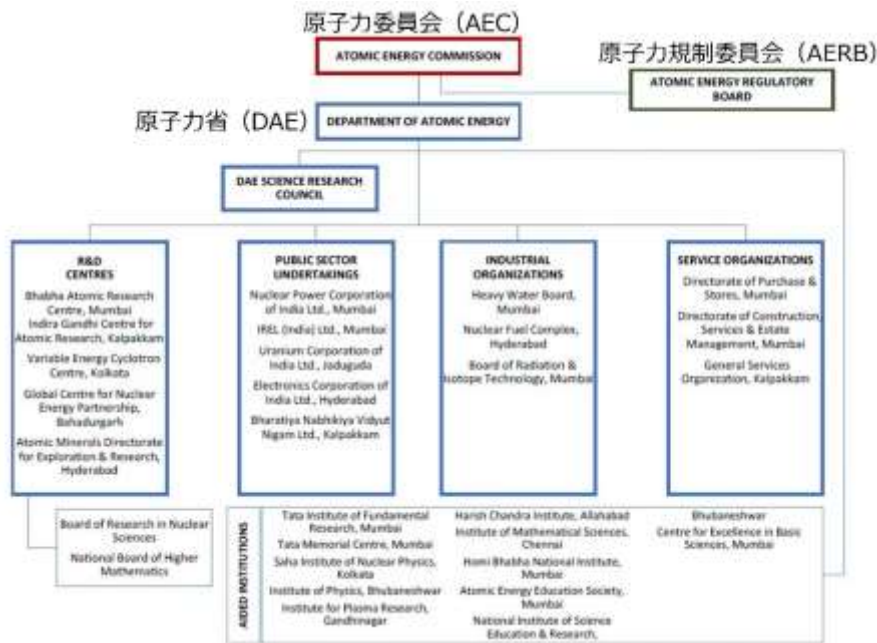 原子力委員会（AEC）
ATOMIC ENERGY COMMISSION
原子力規制委員会（AERB）
ATOMIC ENERGY REGULATORY
BOARD
原子力省（DAE）
DEPARTMENT OF ATOMIC ENERGY
DAE SCIENCE RESEARCH
COUNCIL
R&D
CENTRES
Bhabha Atomic Research
Centre, Mumbai
Indira Gandhi Centre for
Atomic Research, Kalpakkam
Variable Energy Cyclotron
Centre, Kolkata
Global Centre for Nuclear
Energy Partnership,
Bahadurgarh
Atomic Minerals Directorate
for Exploration & Research,
Hyderabad
PUBLIC SECTOR
UNDERTAKINGS
Nuclear Power Corporation
of India Ltd., Mumbai
IREL (India) Ltd., Mumbai
Uranium Corporation of
India Ltd., Jaduguda
Electronics Corporation of
India Ltd., Hyderabad
Bharatiya Nabhikiya Vidyut
Nigam Ltd., Kalpakkam
INDUSTRIAL
ORGANIZATIONS
Heavy Water Board,
Mumbai
Nuclear Fuel Complex,
Hyderabad
Board of Radiation &
Isotope Technology, Mumbai
SERVICE ORGANIZATIONS
Directorate of Purchase &
Stores, Mumbai
Directorate of Construction,
Services & Estate
Management, Mumbai
General Services
Organization, Kalpakkam
Board of Research in Nuclear
Sciences
National Board of Higher
Mathematics
AIDED INSTITUTIONS
Tata Institute of Fundamental
Research, Mumbai
Tata Memorial Centre, Mumbai
Saha Institute of Nuclear Physics,
Kolkata
Institute of Physics, Bhubaneshwar
Institute for Plasma Research,
Gandhinagar
Harish Chandra Institute, Allahabad
Institute of Mathematical Sciences,
Chennai
Homi Bhabha National Institute,
Mumbai
Atomic Energy Education Society,
Mumbai
National Institute of Science
Education & Research,
Bhubaneshwar
Centre for Excellence in Basic
Sciences, Mumbai